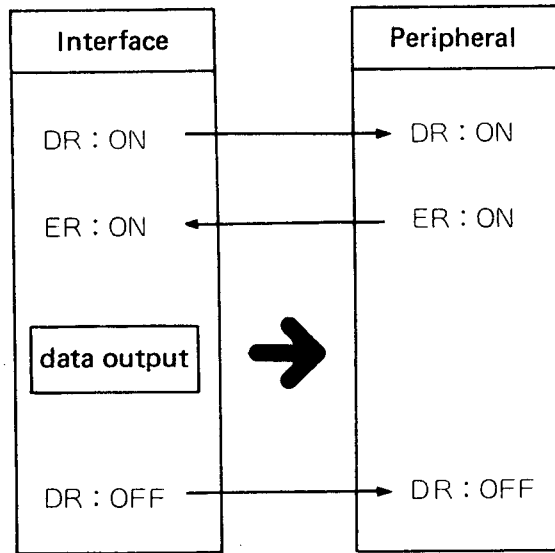 Interface Peripheral
DR : ON DR : ON
ER : ON ER : ON
data output
DR : OFF DR : OFF